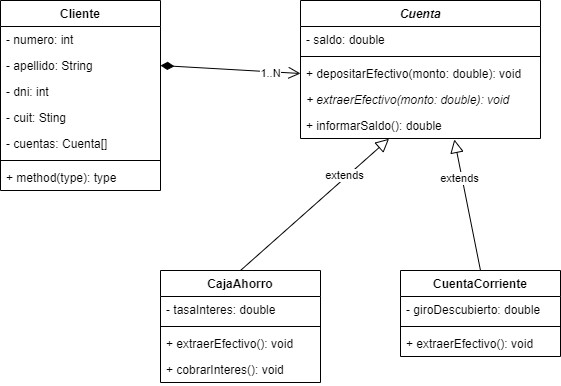 Cliente
- numero: int
- apellido: String
- dni: int
- cuit: Sting
- cuentas: Cuenta[]
+ method(type): type
1..N
Cuenta
- saldo: double
+ depositarEfectivo(monto: double): void
+ extraerEfectivo(monto: double): void
+ informarSaldo(): double
extends
extends
CajaAhorro
- tasaInteres: double
+ extraerEfectivo(): void
+ cobrarInteres(): void
CuentaCorriente
- giroDescubierto: double
+ extraerEfectivo(): void